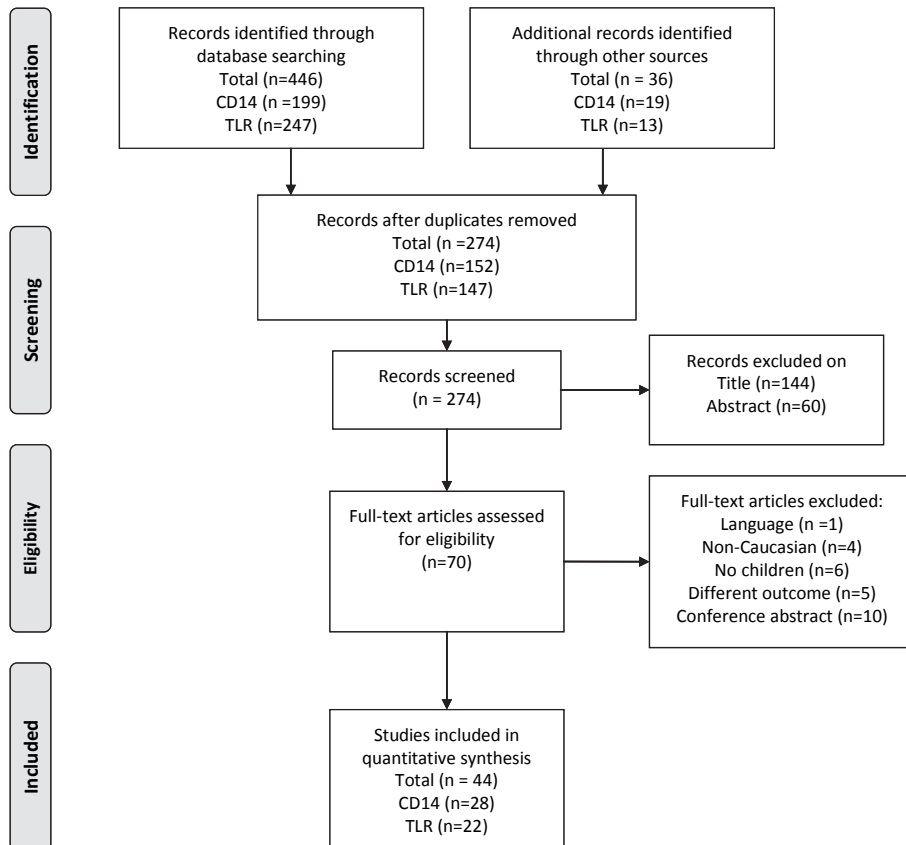 Identification
Records identified through
database searching
Total (n=446)
CD14 (n =199)
TLR (n=247)
Additional records identified
through other sources
Total (n = 36)
CD14 (n=19)
TLR (n=13)
Screening
Records after duplicates removed
Total (n =274)
CD14 (n=152)
TLR (n=147)
Records screened
(n = 274)
Records excluded on
Title (n=144)
Abstract (n=60)
Eligibility
Full-text articles assessed
for eligibility
(n=70)
Full-text articles excluded:
Language (n =1)
Non-Caucasian (n=4)
No children (n=6)
Different outcome (n=5)
Conference abstract (n=10)
Included
Studies included in
quantitative synthesis
Total (n = 44)
CD14 (n=28)
TLR (n=22)